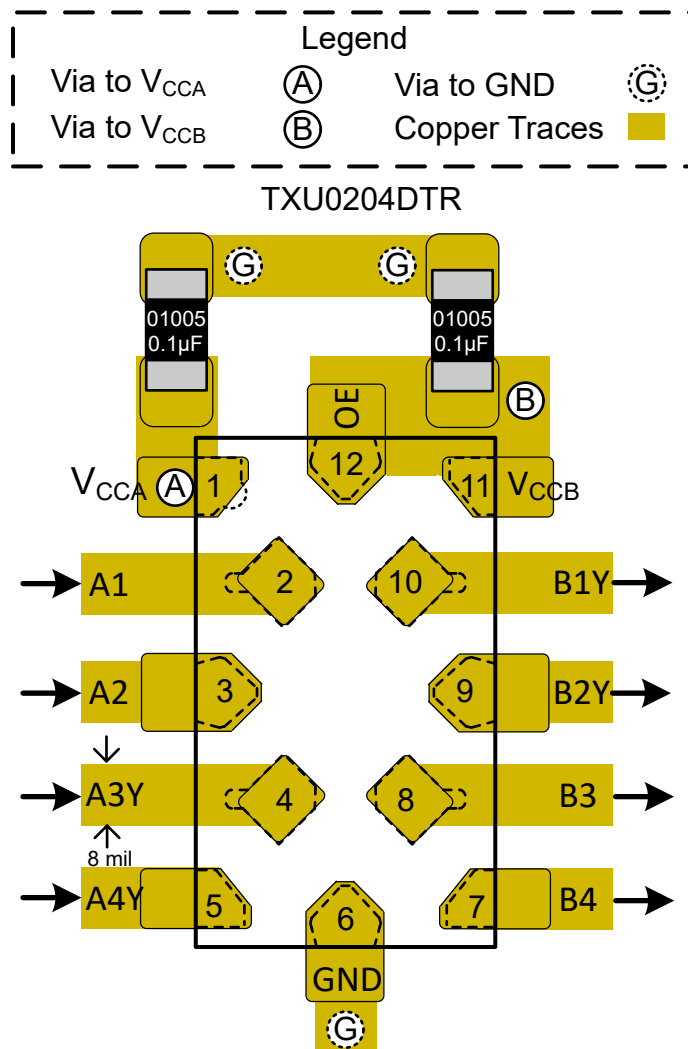 Legend
Via to VCCA A Via to GND G
Via to VCCB B Copper Traces
TXU0204DTR
G G
01005 01005
0.1µF 0.1µF
B
OE
12
VCCA A 1 11 VCCB
A1 2 10 B1Y
A2 3 9 B2Y
A3Y 4 8 B3
8 mil
A4Y 5 7 B4
6
GND
G